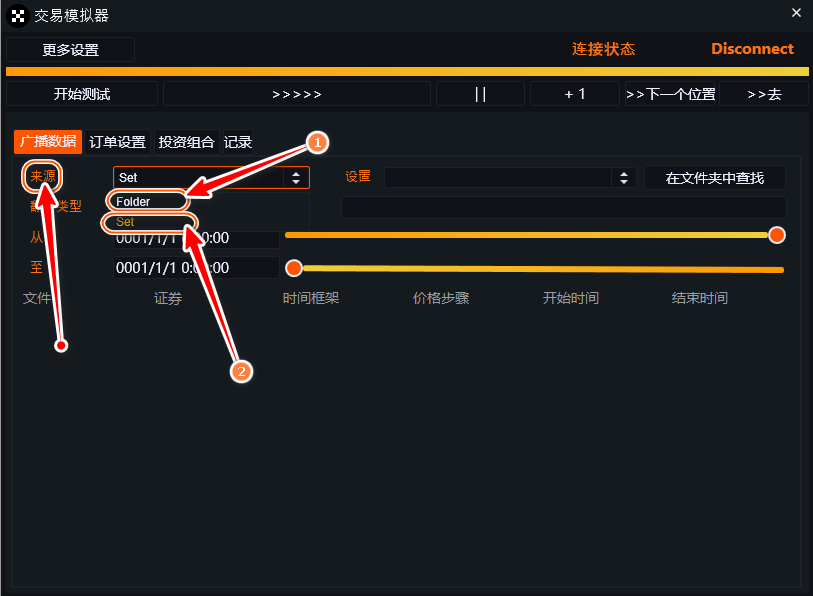 交易模拟器
更多设置 连接状态 Disconnect
开始测试 >>>>> || + 1 >>下一个位置 >>去
广播数据 订单设置 投资组合 记录 1
来源 Set 设置 在文件夹中查找
Folder
类型
Set
从 0001/1/1 0:00
至 0001/1/1 0: :00
文件 证券 时间框架 价格步骤 开始时间 结束时间
2